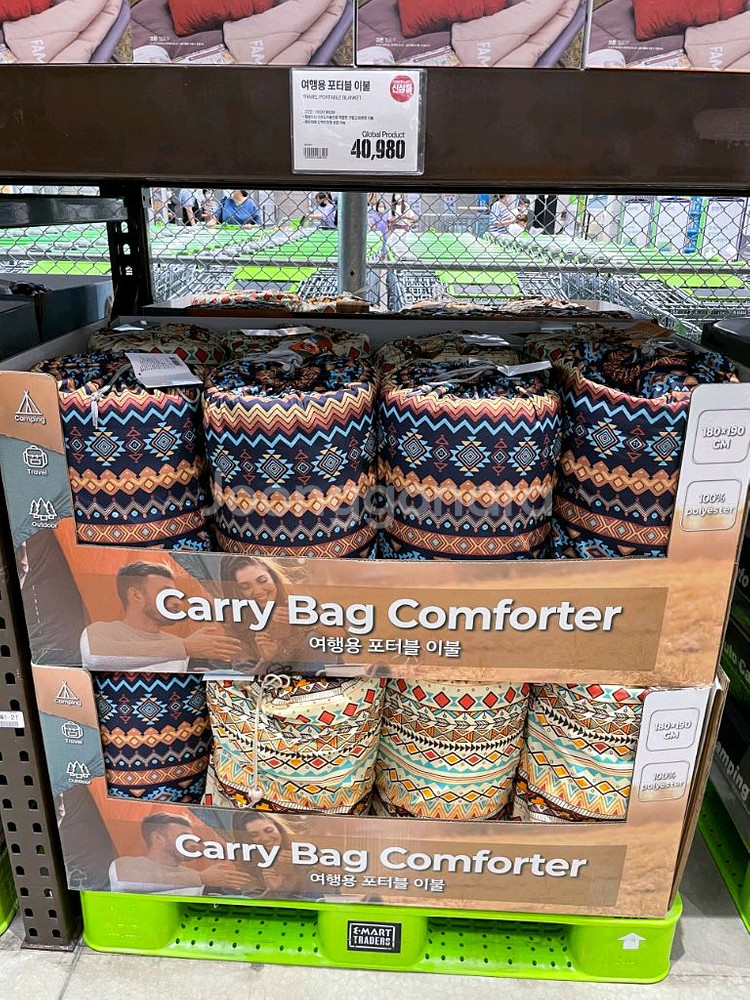 여행용 포터블 이불
TRAVEL PORTABLE BLANKET
신상품
Global Product
40,980
Camping
Travel
Outdoor
180×190
CM
100%
polyester
Joonggonara
Carry Bag Comforter
여행용 포터블 이불
Camping
Travel
Outdoor
180×190
CM
100%
polyester
Carry Bag Comforter
여행용 포터블 이불
E·MART
TRADERS